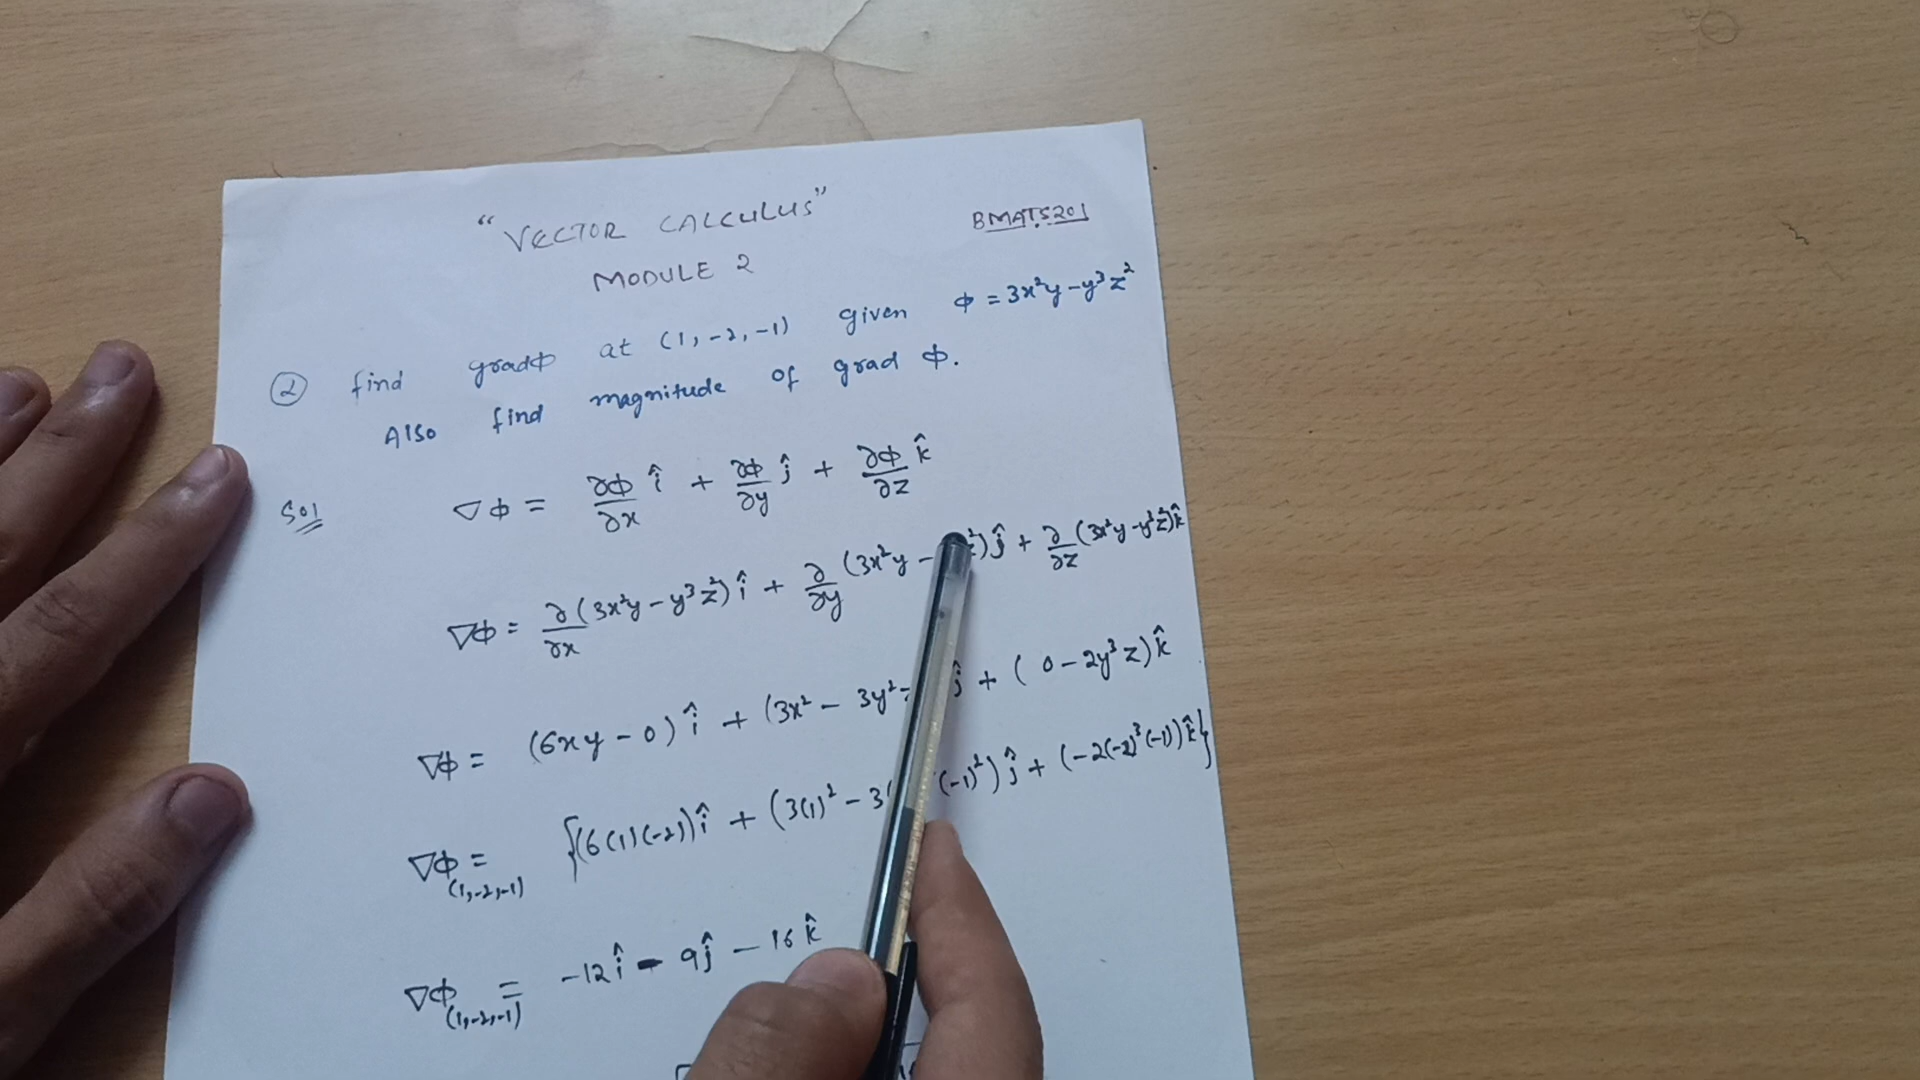 "VECTOR CALCULUS"
BMATS201
MODULE 2
② find gradϕ at (1, -2, -1) given ϕ = 3x²y - y³z²
Also find magnitude of grad ϕ.
Sol ∇ϕ = ∂ϕ/∂x î + ∂ϕ/∂y ĵ + ∂ϕ/∂z k̂
∇ϕ = ∂/∂x (3x²y - y³z²) î + ∂/∂y (3x²y - ²) ĵ + ∂/∂z (3x²y - y³z²) k̂
∇ϕ = (6xy - 0) î + (3x² - 3y² ĵ + (0 - 2y³z) k̂
∇ϕ(1,-2,-1) = {(6(1)(-2)) î + (3(1)² - 3( (-1)²) ĵ + (-2(-2)³(-1)) k̂}
∇ϕ(1,-2,-1) = -12 î - 9 ĵ - 16 k̂